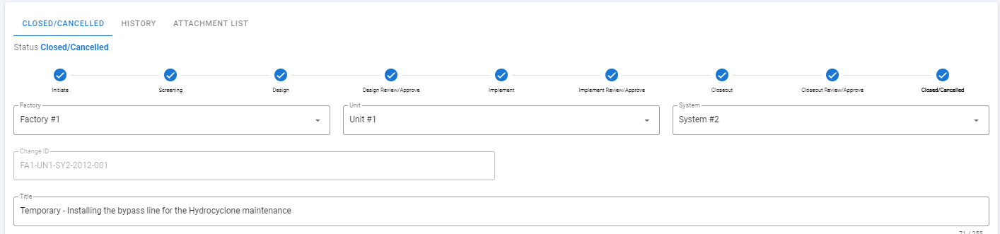 CLOSED/CANCELLED HISTORY ATTACHMENT LIST
Status Closed/Cancelled
Initiate Screening Design Design Review/Approve Implement Implement Review/Approve Closeout Closeout Review/Approve Closed/Cancelled
Factory Unit System
Factory #1 Unit #1 System #2
Change ID
FA1-UN1-SY2-2012-001
Title
Temporary - Installing the bypass line for the Hydrocyclone maintenance
71 / 255